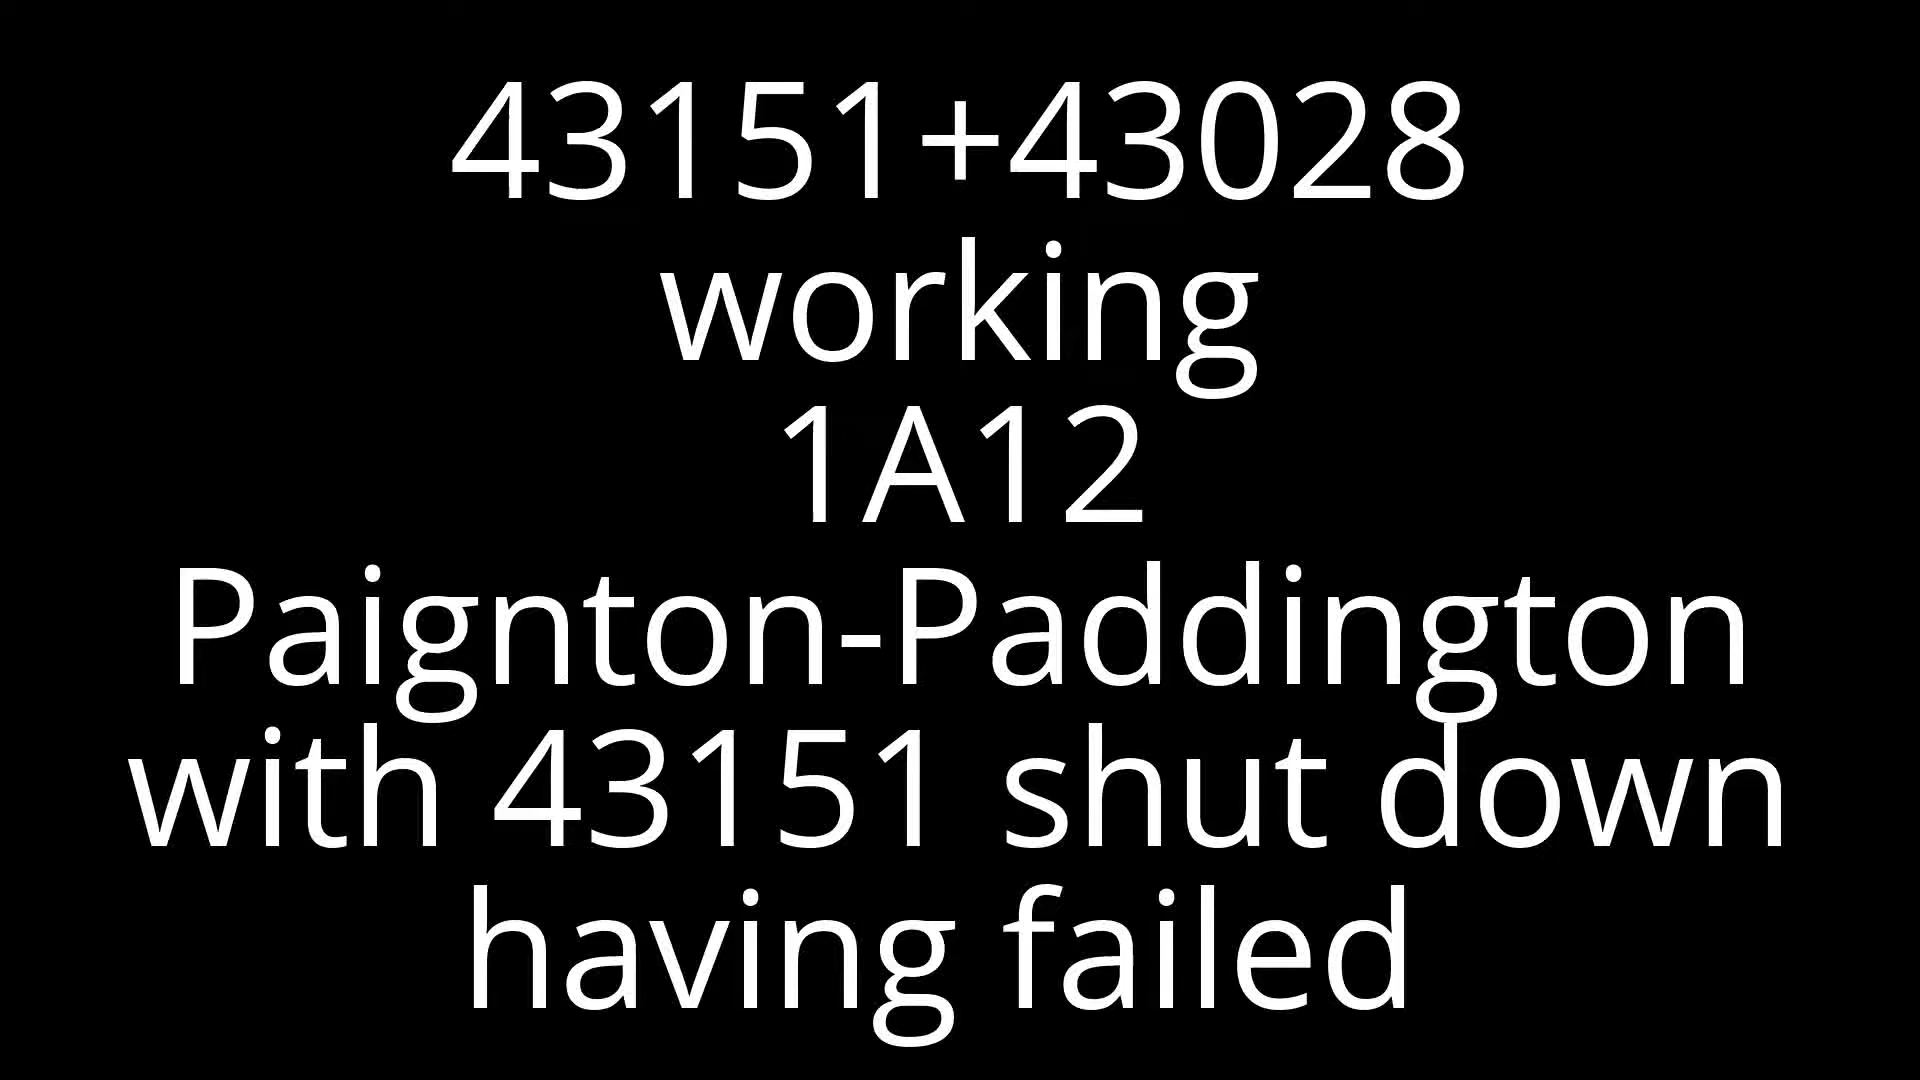 43151+43028
working
1A12
Paignton-Paddington
with 43151 shut down
having failed